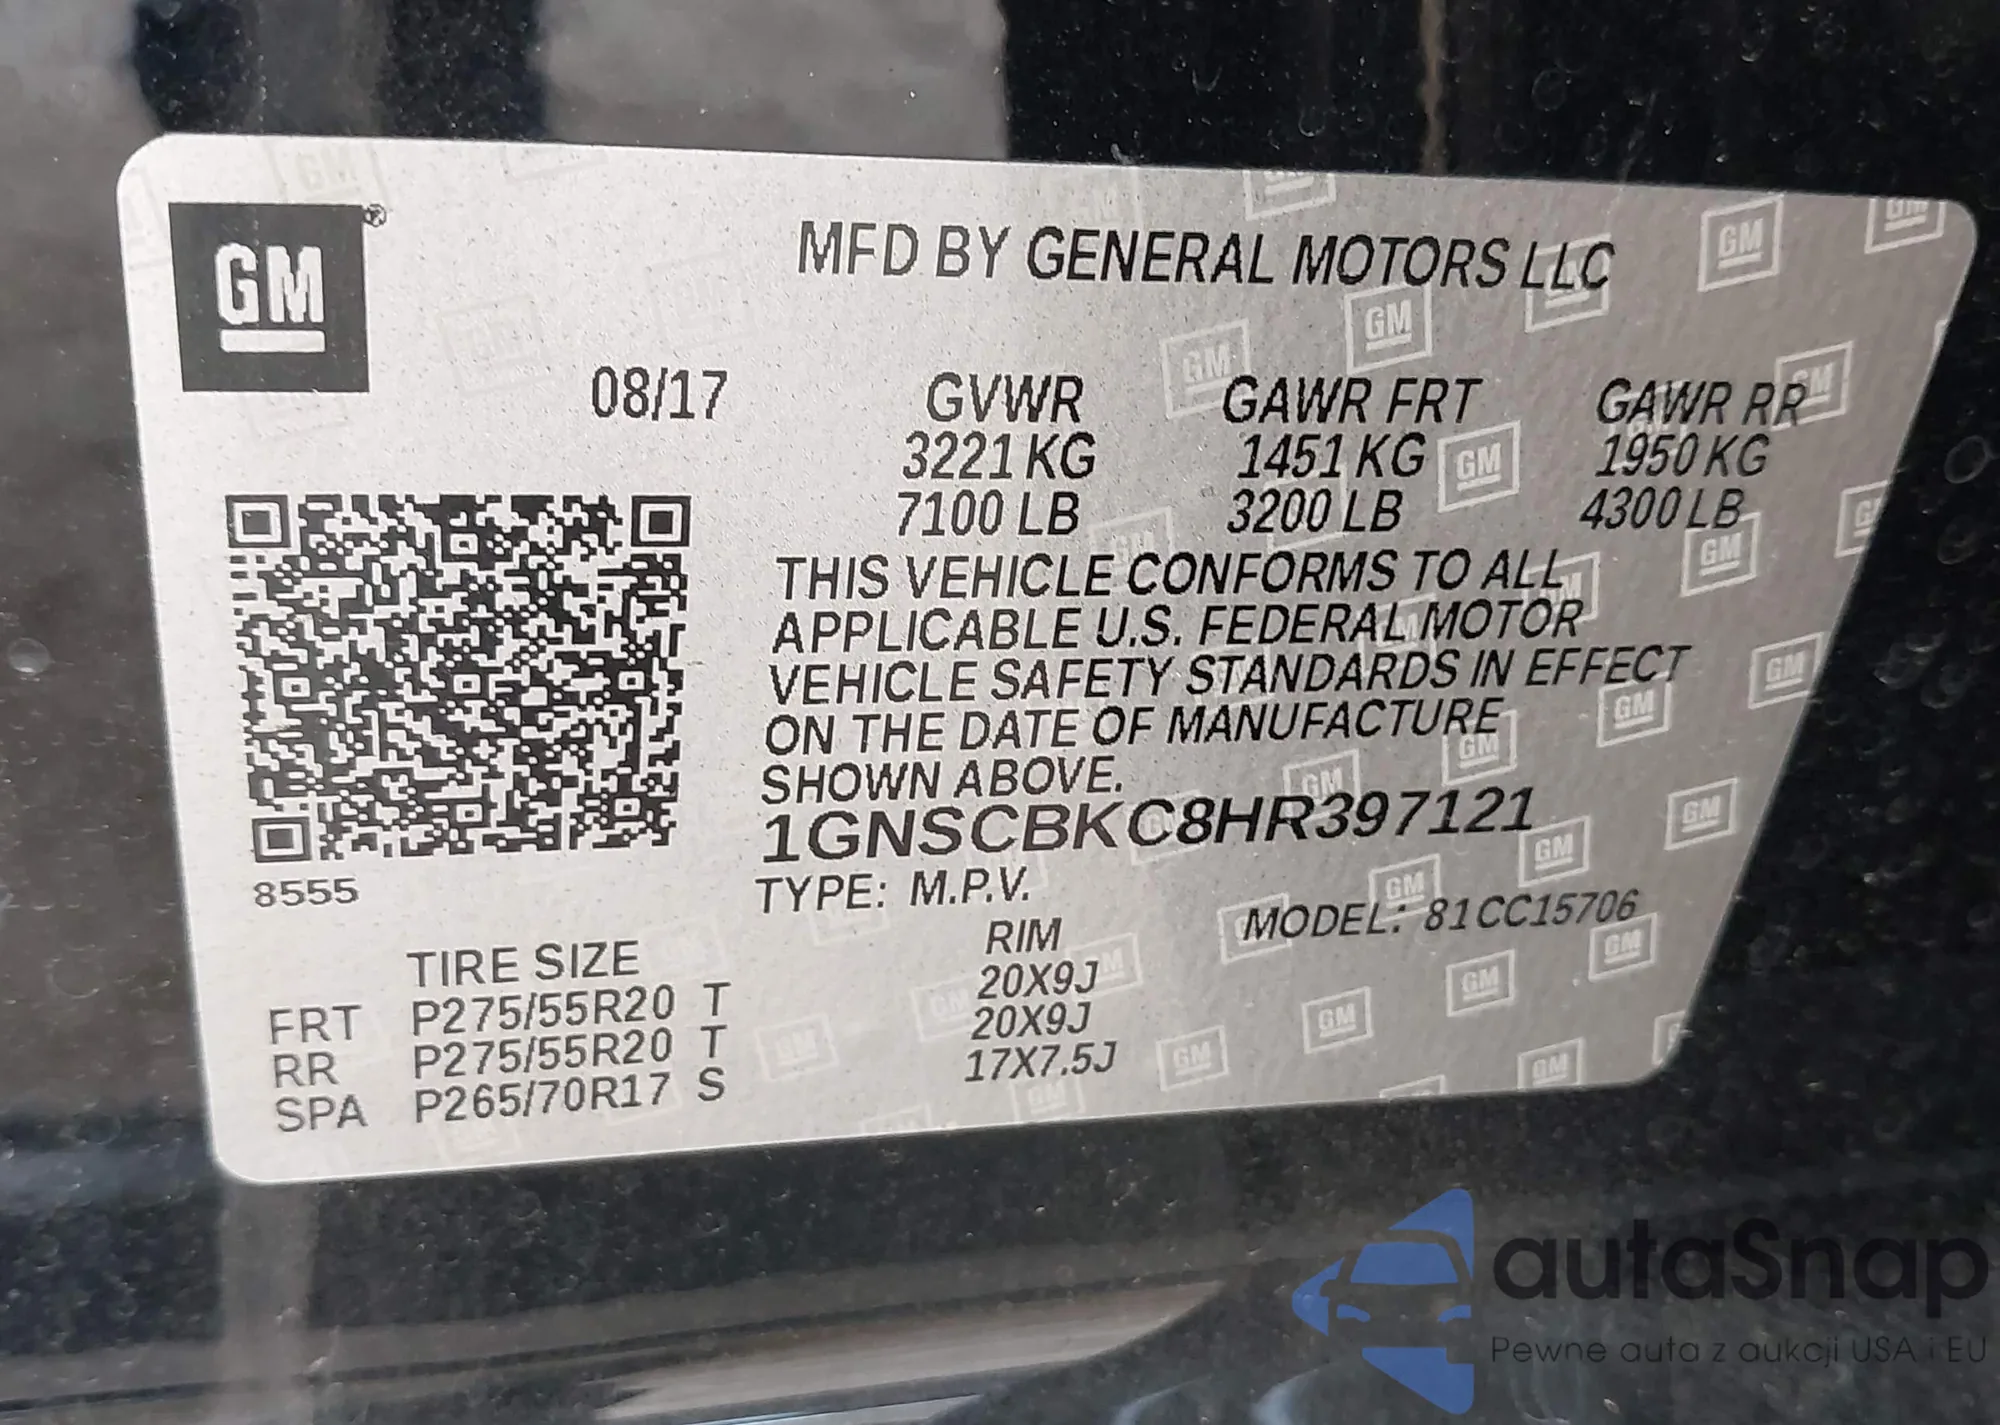 GM ®
MFD BY GENERAL MOTORS LLC
08/17 GVWR GAWR FRT GAWR RR
3221 KG 1451 KG 1950 KG
7100 LB 3200 LB 4300 LB
THIS VEHICLE CONFORMS TO ALL
APPLICABLE U.S. FEDERAL MOTOR
VEHICLE SAFETY STANDARDS IN EFFECT
ON THE DATE OF MANUFACTURE
SHOWN ABOVE.
1GNSCBKC8HR397121
8555
TYPE: M.P.V. MODEL: 81CC15706
TIRE SIZE RIM
FRT P275/55R20 T 20X9J
RR P275/55R20 T 20X9J
SPA P265/70R17 S 17X7.5J
autaSnap
Pewne auta z aukcji USA i EU